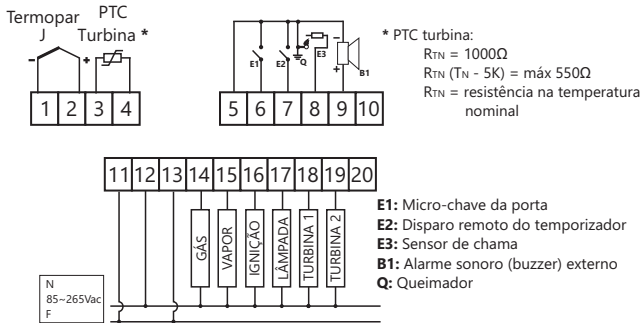 Termopar
J
PTC
Turbina *
- + 
1 2 3 4
E1 E2 Q E3 - + B1
5 6 7 8 9 10
* PTC turbina:
RTN = 1000Ω
RTN (TN - 5K) = máx 550Ω
RTN = resistência na temperatura
nominal
11 12 13 14 15 16 17 18 19 20
GÁS
VAPOR
IGNIÇÃO
LÂMPADA
TURBINA 1
TURBINA 2
E1: Micro-chave da porta
E2: Disparo remoto do temporizador
E3: Sensor de chama
B1: Alarme sonoro (buzzer) externo
Q: Queimador
N
85~265Vac
F